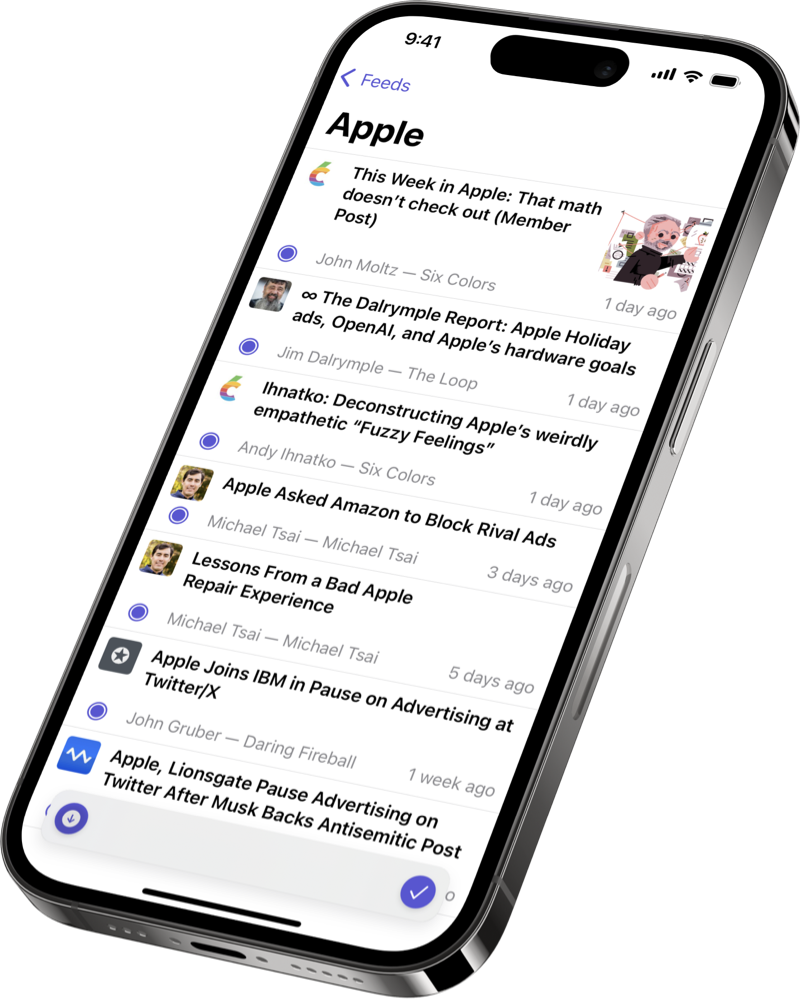 9:41
Feeds
Apple
This Week in Apple: That math
doesn’t check out (Member
Post)
John Moltz — Six Colors
1 day ago
∞ The Dalrymple Report: Apple Holiday
ads, OpenAI, and Apple’s hardware goals
Jim Dalrymple — The Loop
1 day ago
Ihnatko: Deconstructing Apple’s weirdly
empathetic “Fuzzy Feelings”
Andy Ihnatko — Six Colors
1 day ago
Apple Asked Amazon to Block Rival Ads
Michael Tsai — Michael Tsai
3 days ago
Lessons From a Bad Apple
Repair Experience
Michael Tsai — Michael Tsai
5 days ago
Apple Joins IBM in Pause on Advertising at
Twitter/X
John Gruber — Daring Fireball
1 week ago
Apple, Lionsgate Pause Advertising on
Twitter After Musk Backs Antisemitic Post